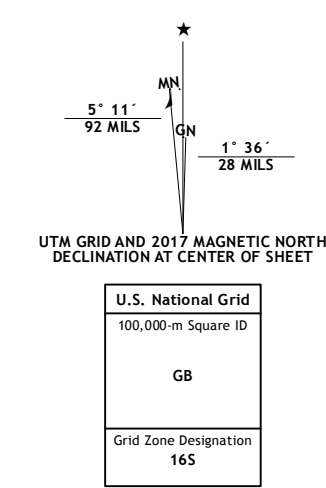 ★
MN
GN
5° 11´
92 MILS
1° 36´
28 MILS
UTM GRID AND 2017 MAGNETIC NORTH
DECLINATION AT CENTER OF SHEET
U.S. National Grid
100,000-m Square ID
GB
Grid Zone Designation
16S